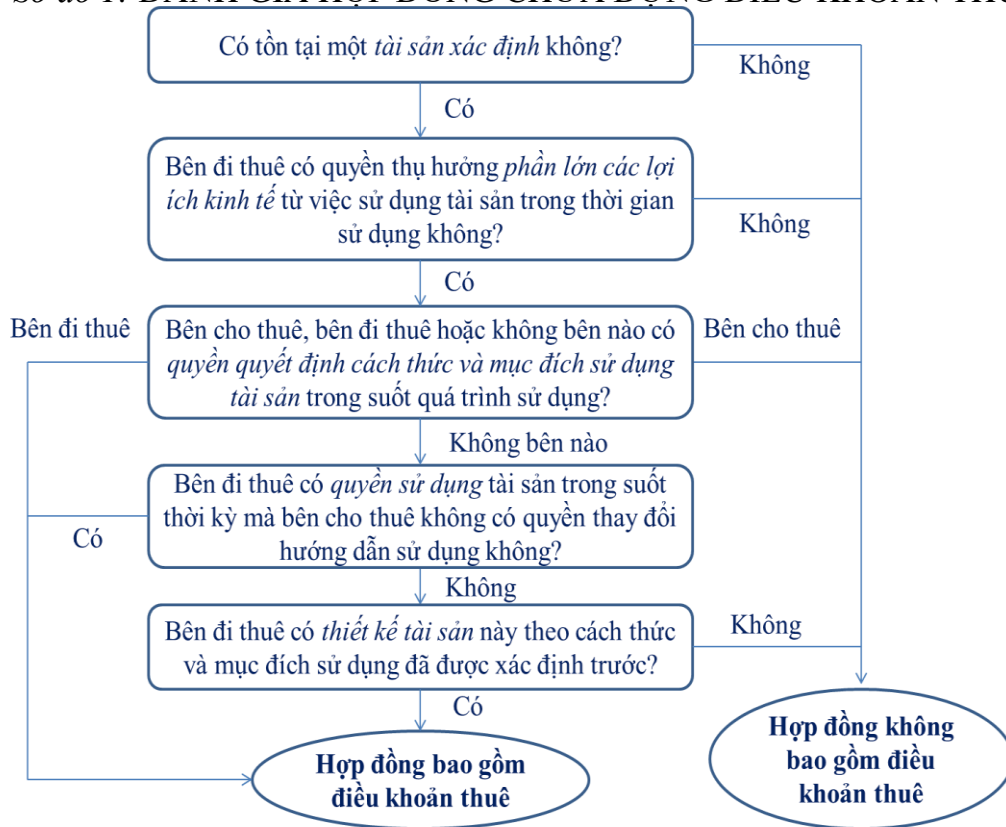 Có tồn tại một tài sản xác định không?
Không
Có
Bên đi thuê có quyền thụ hưởng phần lớn các lợi
ích kinh tế từ việc sử dụng tài sản trong thời gian
sử dụng không?
Không
Có
Bên đi thuê
Bên cho thuê, bên đi thuê hoặc không bên nào có
quyền quyết định cách thức và mục đích sử dụng
tài sản trong suốt quá trình sử dụng?
Bên cho thuê
Không bên nào
Bên đi thuê có quyền sử dụng tài sản trong suốt
thời kỳ mà bên cho thuê không có quyền thay đổi
hướng dẫn sử dụng không?
Có
Không
Bên đi thuê có thiết kế tài sản này theo cách thức
và mục đích sử dụng đã được xác định trước?
Không
Có
Hợp đồng bao gồm
điều khoản thuê
Hợp đồng không
bao gồm điều
khoản thuê